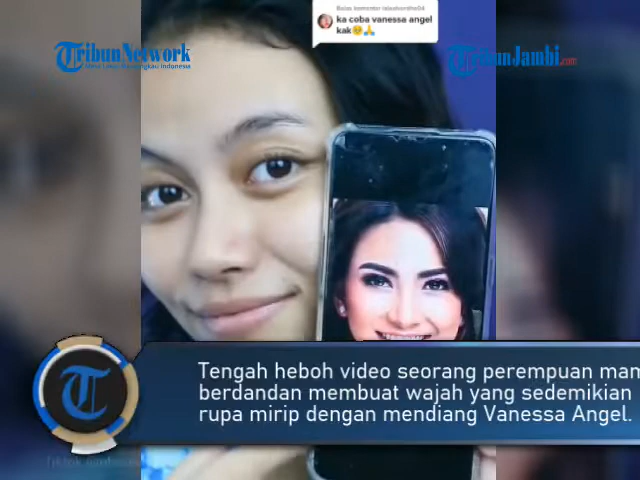 ka coba vanessa angel
kak🥺🙏
TribunNetwork
TribunJambi.com
Tengah heboh video seorang perempuan mam
berdandan membuat wajah yang sedemikian
rupa mirip dengan mendiang Vanessa Angel.